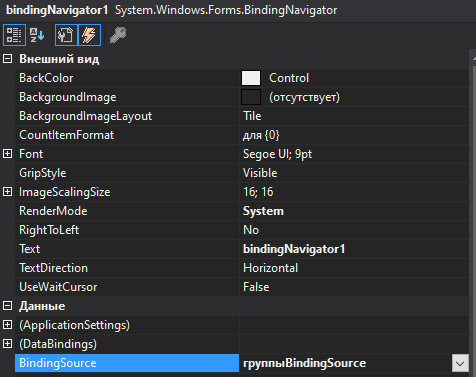 bindingNavigator1 System.Windows.Forms.BindingNavigator
Внешний вид
BackColor Control
BackgroundImage (отсутствует)
BackgroundImageLayout Tile
CountItemFormat для {0}
Font Segoe UI; 9pt
GripStyle Visible
ImageScalingSize 16; 16
RenderMode System
RightToLeft No
Text bindingNavigator1
TextDirection Horizontal
UseWaitCursor False
Данные
(ApplicationSettings)
(DataBindings)
BindingSource группыBindingSource